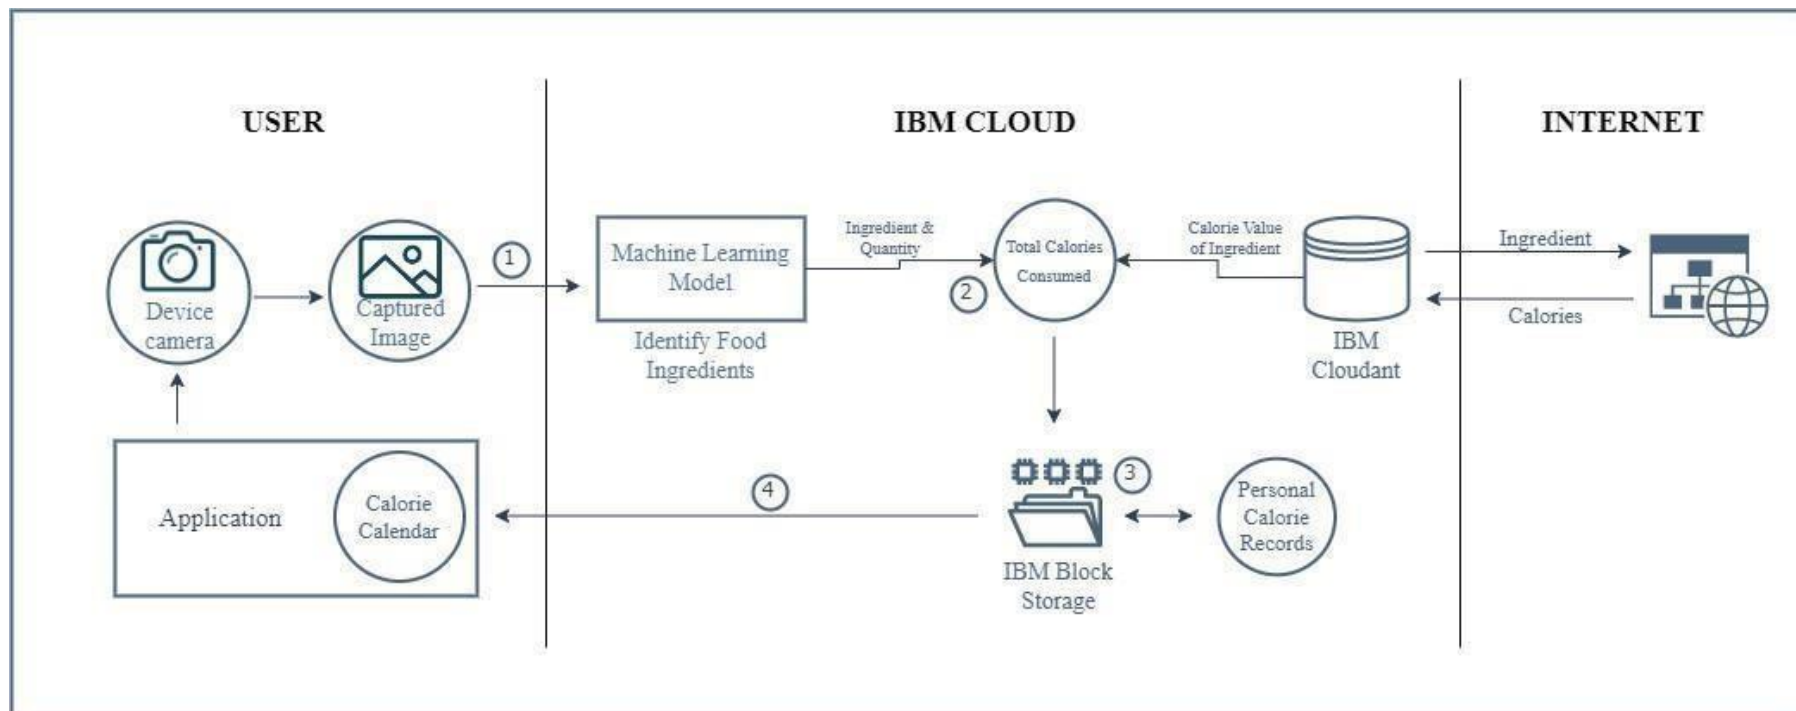 USER
IBM CLOUD
INTERNET
Device
camera
Captured
Image
1
Machine Learning
Model
Identify Food
Ingredients
Ingredient &
Quantity
2
Total Calories
Consumed
Calorie Value
of Ingredient
IBM
Cloudant
Ingredient
Calories
Application
Calorie
Calendar
4
3
IBM Block
Storage
Personal
Calorie
Records